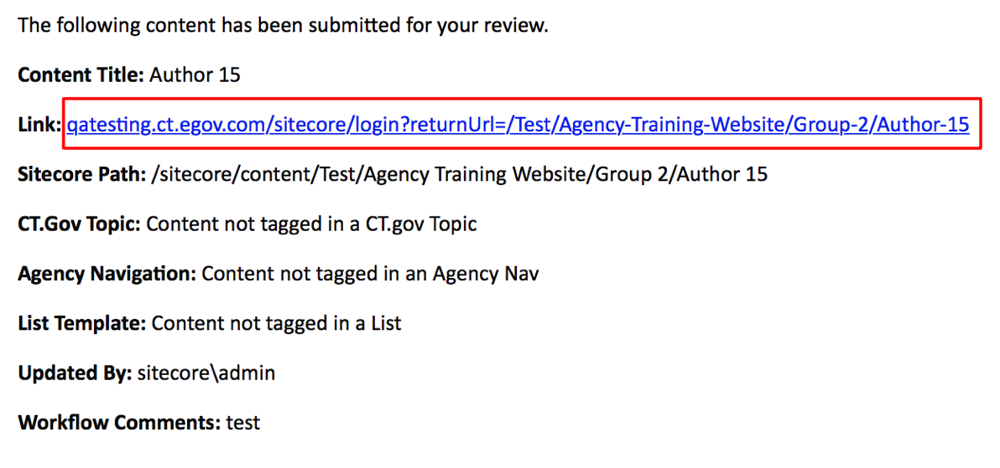 The following content has been submitted for your review.
Content Title: Author 15
Link: qatesting.ct.egov.com/sitecore/login?returnUrl=/Test/Agency-Training-Website/Group-2/Author-15
Sitecore Path: /sitecore/content/Test/Agency Training Website/Group 2/Author 15
CT.Gov Topic: Content not tagged in a CT.gov Topic
Agency Navigation: Content not tagged in an Agency Nav
List Template: Content not tagged in a List
Updated By: sitecore\admin
Workflow Comments: test